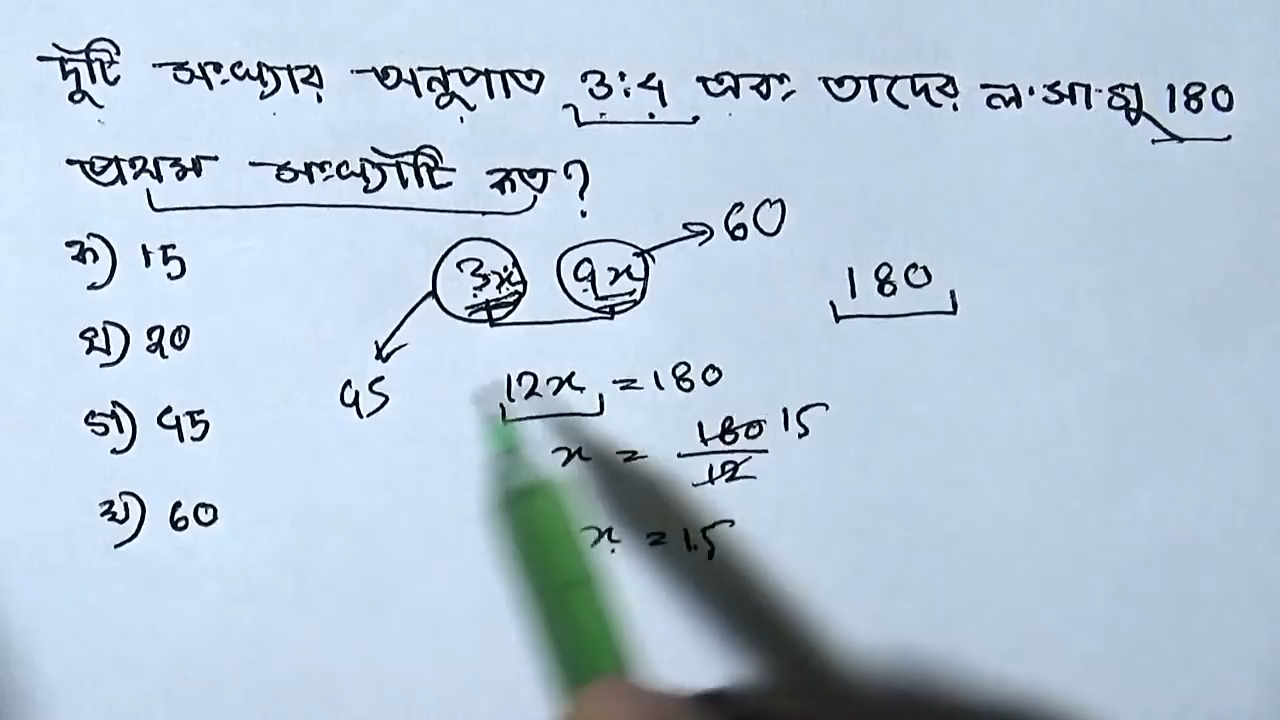 দুটি সংখ্যার অনুপাত 3:4 এবং তাদের ল.সা.গু 180
প্রথম সংখ্যাটি কত?
60
ক) 15
3x 4x
180
খ) 20
45
12x = 180
গ) 45
x = 180/12 15
ঘ) 60
x = 15